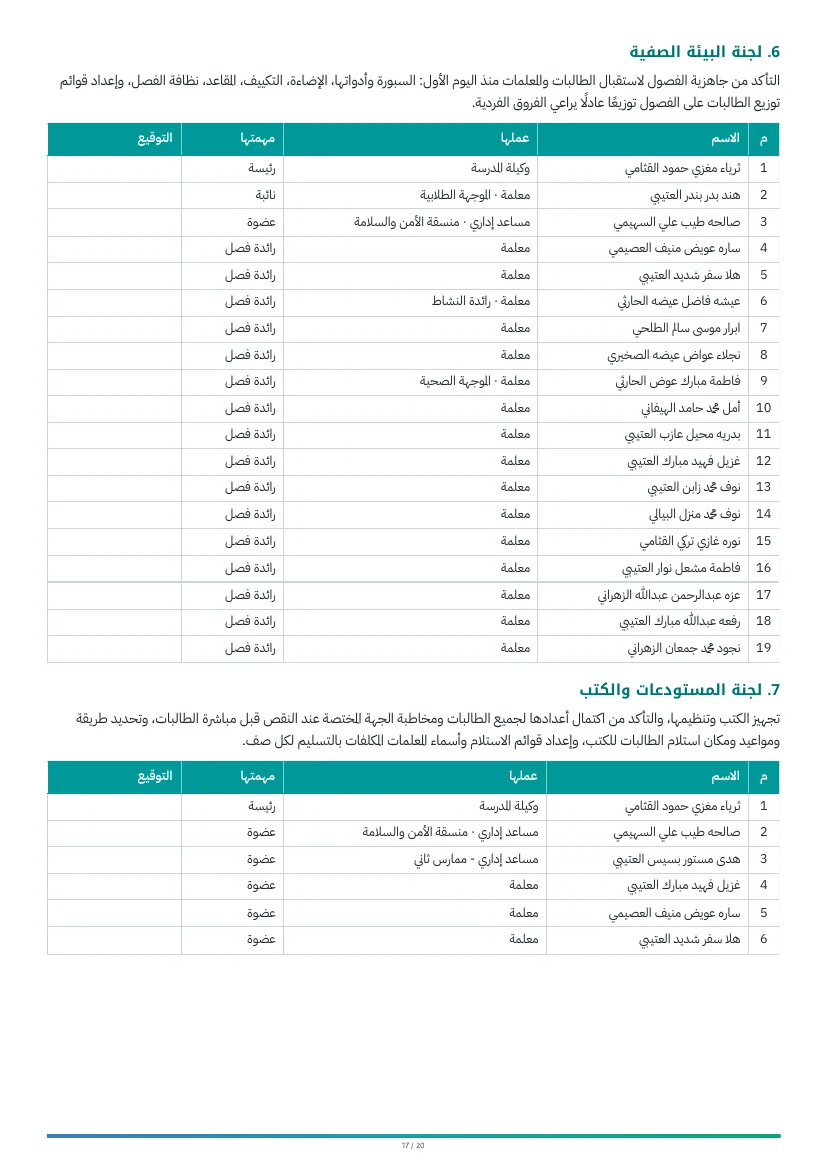 6. لجنة البيئة الصفية
التأكد من جاهزية الفصول لاستقبال الطالبات والمعلمات منذ اليوم الأول: السبورة وأدواتها، الإضاءة، التكييف، المقاعد، نظافة الفصل، وإعداد قوائم
توزيع الطالبات على الفصول توزيعًا عادلًا يراعي الفروق الفردية.
م الاسم عملها مهمتها التوقيع
1 ثرياء مغزي حمود القثامي وكيلة المدرسة رئيسة
2 هند بدر بندر العتيبي معلمة · الموجهة الطلابية نائبة
3 صالحه طيب علي السهيمي مساعد إداري · منسقة الأمن والسلامة عضوة
4 ساره عويض منيف العصيمي معلمة رائدة فصل
5 هلا سفر شديد العتيبي معلمة رائدة فصل
6 عيشه فاضل عيضه الحارثي معلمة · رائدة النشاط رائدة فصل
7 ابرار موسى سالم الطلحي معلمة رائدة فصل
8 نجلاء عواض عيضه الصخيري معلمة رائدة فصل
9 فاطمة مبارك عوض الحارثي معلمة · الموجهة الصحية رائدة فصل
10 أمل محمد حامد الهيفاني معلمة رائدة فصل
11 بدريه محيل عازب العتيبي معلمة رائدة فصل
12 غزيل فهيد مبارك العتيبي معلمة رائدة فصل
13 نوف محمد زابن العتيبي معلمة رائدة فصل
14 نوف محمد منزل البيالي معلمة رائدة فصل
15 نوره غازي تركي القثامي معلمة رائدة فصل
16 فاطمة مشعل نوار العتيبي معلمة رائدة فصل
17 عزه عبدالرحمن عبدالله الزهراني معلمة رائدة فصل
18 رفعه عبدالله مبارك العتيبي معلمة رائدة فصل
19 نجود محمد جمعان الزهراني معلمة رائدة فصل
7. لجنة المستودعات والكتب
تجهيز الكتب وتنظيمها، والتأكد من اكتمال أعدادها لجميع الطالبات ومخاطبة الجهة المختصة عند النقص قبل مباشرة الطالبات، وتحديد طريقة
ومواعيد ومكان استلام الطالبات للكتب، وإعداد قوائم الاستلام وأسماء المعلمات المكلفات بالتسليم لكل صف.
م الاسم عملها مهمتها التوقيع
1 ثرياء مغزي حمود القثامي وكيلة المدرسة رئيسة
2 صالحه طيب علي السهيمي مساعد إداري · منسقة الأمن والسلامة عضوة
3 هدى مستور بسيس العتيبي مساعد إداري - ممارس ثاني عضوة
4 غزيل فهيد مبارك العتيبي معلمة عضوة
5 ساره عويض منيف العصيمي معلمة عضوة
6 هلا سفر شديد العتيبي معلمة عضوة
17 / 20